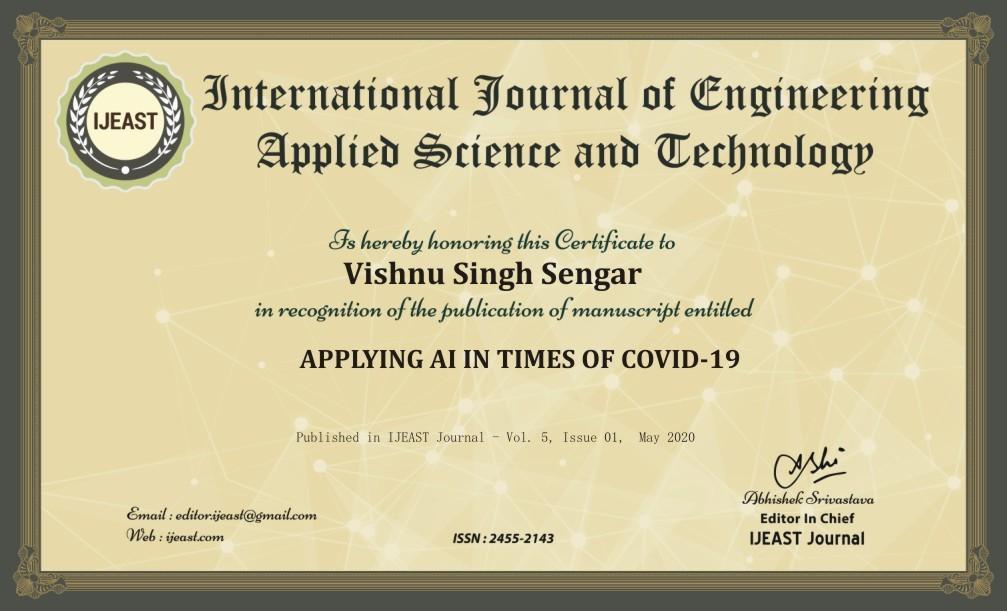 IJEAST
International Journal of Engineering
Applied Science and Technology
Is hereby honoring this Certificate to
Vishnu Singh Sengar
in recognition of the publication of manuscript entitled
APPLYING AI IN TIMES OF COVID-19
Published in IJEAST Journal - Vol. 5, Issue 01, May 2020
Ashi
Abhishek Srivastava
Editor In Chief
IJEAST Journal
Email : editor.ijeast@gmail.com
Web : ijeast.com
ISSN : 2455-2143